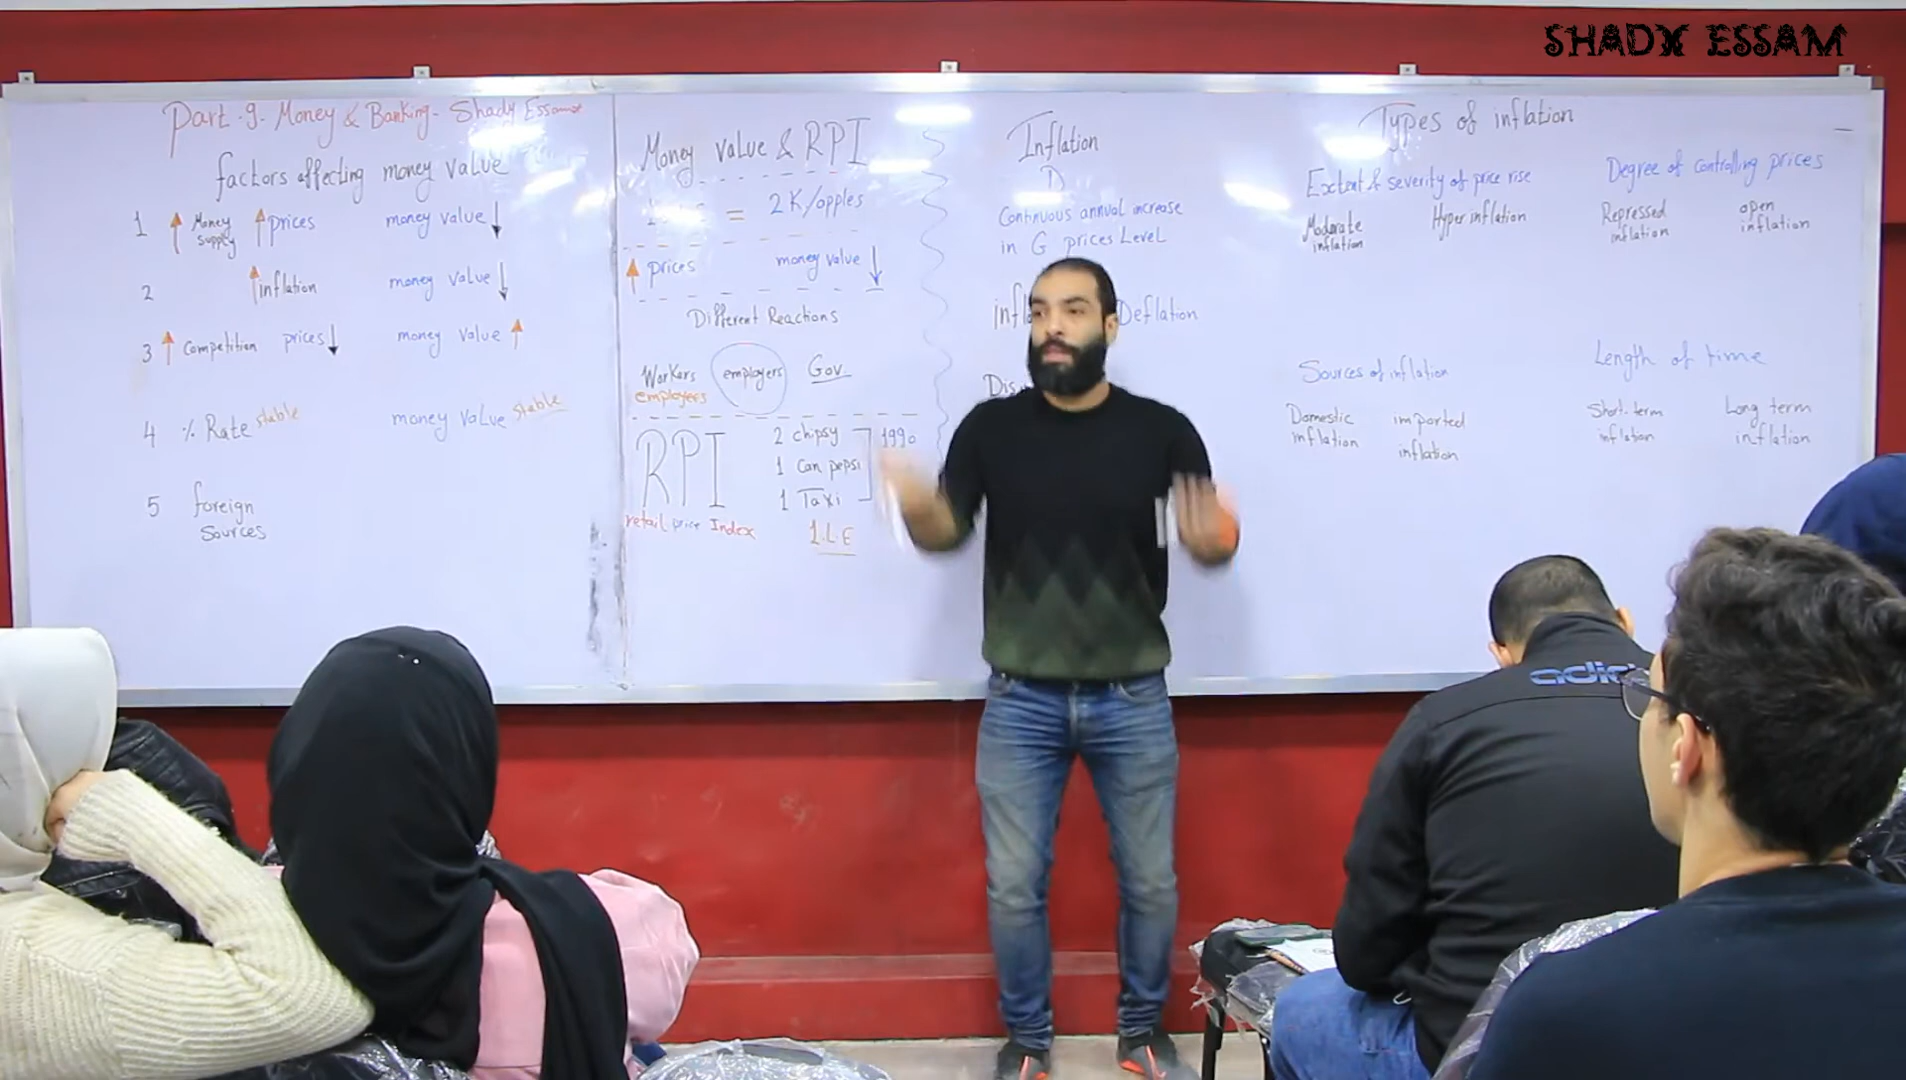 SHADY ESSAM
Part.9. Money & Banking - Shady Essam
factors affecting money value
1 Money supply prices money value
2 inflation money value
3 Competition prices money value
4 % Rate stable money value stable
5 foreign
Sources
Money value & RPI
= 2 K/apples
prices money value
Different Reactions
Workers employers Gov.
employers
RPI
retail price Index
2 chipsy 1990
1 Can pepsi
1 Taxi
1.L.E
Inflation
D
Continuous annual increase
in G prices Level
Deflation
Types of inflation
Extent & severity of price rise
Moderate
inflation
Hyper inflation
Degree of controlling prices
Repressed
inflation
open
inflation
Sources of inflation
Domestic
inflation
imported
inflation
Length of time
Short-term
inflation
Long term
inflation